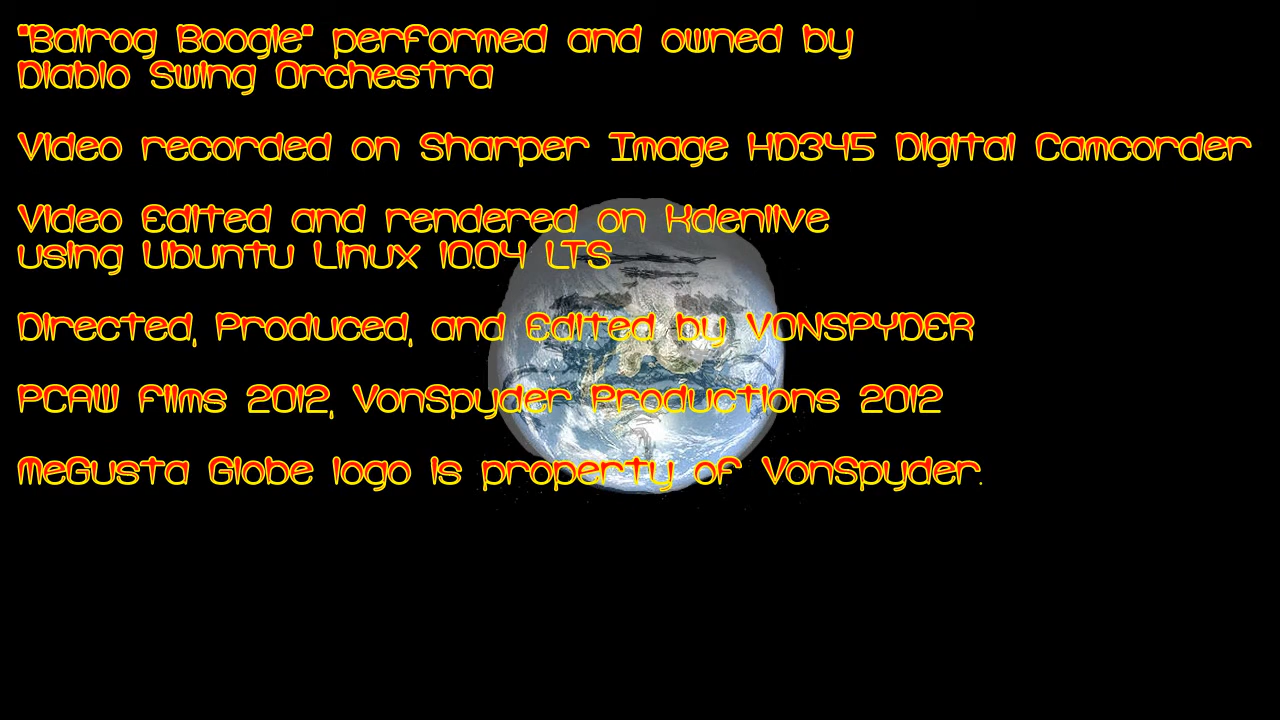 "Balrog Boogie" performed and owned by
Diablo Swing Orchestra
Video recorded on Sharper Image HD345 Digital Camcorder
Video Edited and rendered on Kdenlive
using Ubuntu Linux 10.04 LTS
Directed, Produced, and Edited by VONSPYDER
PCAW Films 2012, VonSpyder Productions 2012
MeGusta Globe logo is property of VonSpyder.